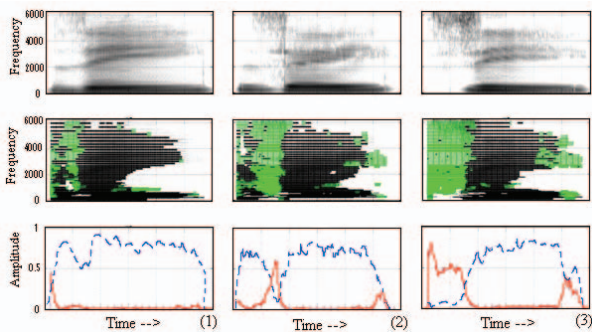 Frequency
6000
4000
2000
0
Frequency
6000
4000
2000
0
Amplitude
1
0.5
0
Time --> (1)
Time --> (2)
Time --> (3)